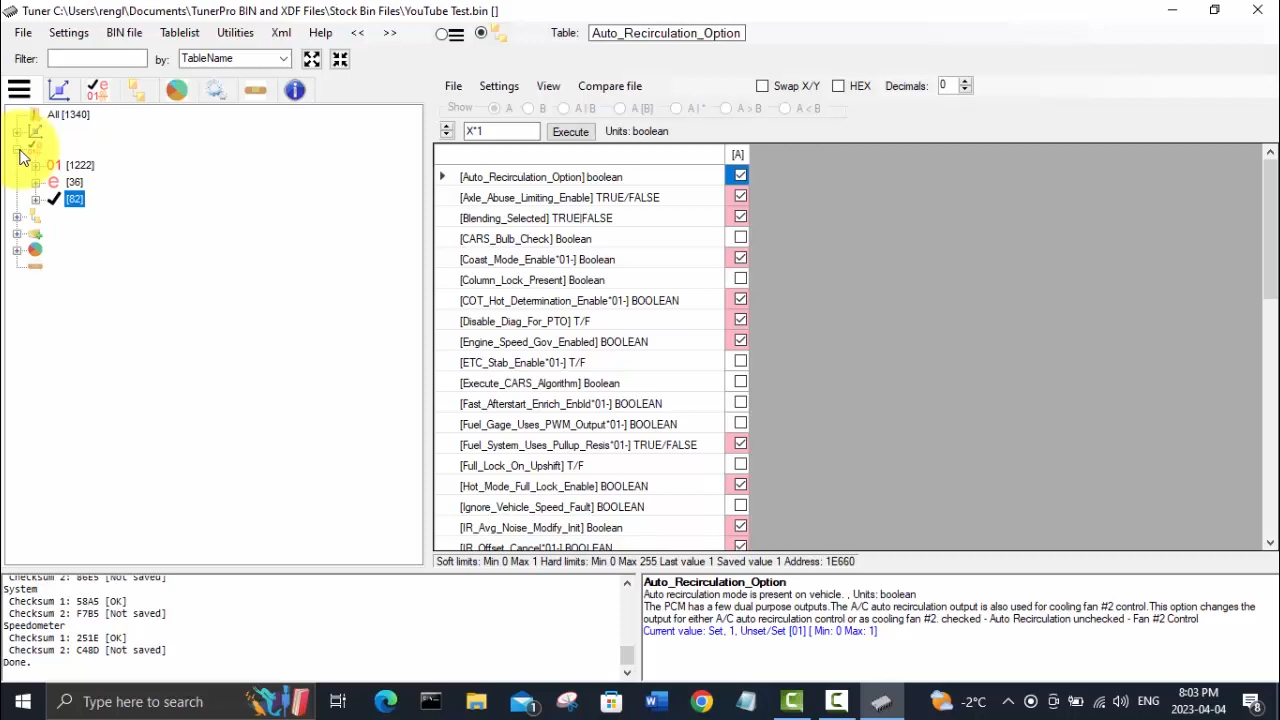 Tuner C:\Users\rengl\Documents\TunerPro BIN and XDF Files\Stock Bin Files\YouTube Test.bin []
File Settings BIN file Tablelist Utilities Xml Help << >>
Table: Auto_Recirculation_Option
Filter: by: TableName
File Settings View Compare file Swap X/Y HEX Decimals: 0
Show A B A | B A [B] A | * A > B A < B
X*1 Execute Units: boolean
All [1340]
01 [1222]
e [36]
[82]
[A]
[Auto_Recirculation_Option] boolean
[Axle_Abuse_Limiting_Enable] TRUE/FALSE
[Blending_Selected] TRUE|FALSE
[CARS_Bulb_Check] Boolean
[Coast_Mode_Enable*01-] Boolean
[Column_Lock_Present] Boolean
[COT_Hot_Determination_Enable*01-] BOOLEAN
[Disable_Diag_For_PTO] T/F
[Engine_Speed_Gov_Enabled] BOOLEAN
[ETC_Stab_Enable*01-] T/F
[Execute_CARS_Algorithm] Boolean
[Fast_Afterstart_Enrich_Enbld*01-] BOOLEAN
[Fuel_Gage_Uses_PWM_Output*01-] BOOLEAN
[Fuel_System_Uses_Pullup_Resis*01-] TRUE/FALSE
[Full_Lock_On_Upshift] T/F
[Hot_Mode_Full_Lock_Enable] BOOLEAN
[Ignore_Vehicle_Speed_Fault] BOOLEAN
[IR_Avg_Noise_Modify_Init] Boolean
[IR_Offset_Cancel*01-] BOOLEAN
Soft limits: Min 0 Max 1 Hard limits: Min 0 Max 255 Last value 1 Saved value 1 Address: 1E660
Checksum 2: 86E5 [Not saved]
System
Checksum 1: 58A5 [OK]
Checksum 2: F7B5 [Not saved]
Speedometer
Checksum 1: 251E [OK]
Checksum 2: C48D [Not saved]
Done.
Auto_Recirculation_Option
Auto recirculation mode is present on vehicle. , Units: boolean
The PCM has a few dual purpose outputs.The A/C auto recirculation output is also used for cooling fan #2 control.This option changes the
output for either A/C auto recirculation control or as cooling fan #2. checked - Auto Recirculation unchecked - Fan #2 Control
Current value: Set, 1, Unset/Set [01] [ Min: 0 Max: 1]
Type here to search
1
-2°C
ENG
8:03 PM
2023-04-04
8